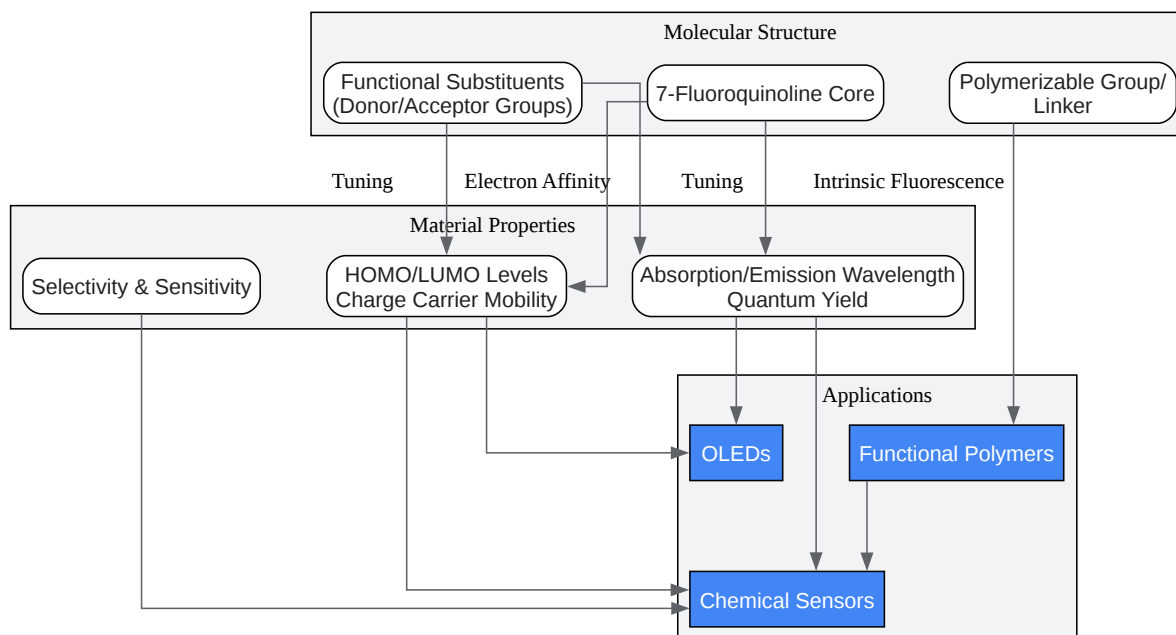 Molecular Structure
Functional Substituents
(Donor/Acceptor Groups)
7-Fluoroquinoline Core
Polymerizable Group/
Linker
Tuning
Electron Affinity
Tuning
Intrinsic Fluorescence
Material Properties
Selectivity & Sensitivity
HOMO/LUMO Levels
Charge Carrier Mobility
Absorption/Emission Wavelength
Quantum Yield
Applications
OLEDs
Functional Polymers
Chemical Sensors